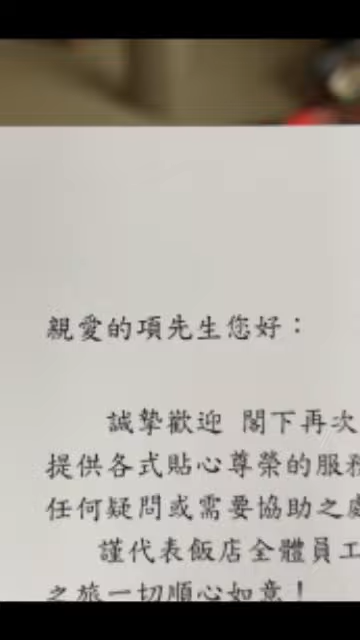 親愛的項先生您好：
誠摯歡迎 閣下再次
提供各式貼心尊榮的服務
任何疑問或需要協助之處
謹代表飯店全體員工
之旅一切順心如意！